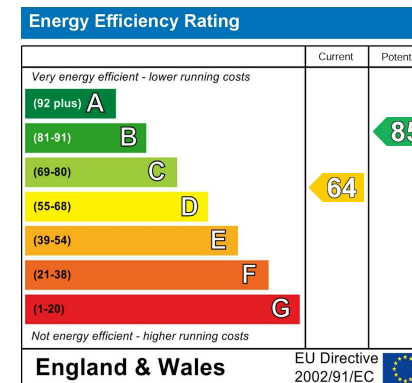 Energy Efficiency Rating
Current Potent
Very energy efficient - lower running costs
(92 plus) A
(81-91) B
85
(69-80) C
64
(55-68) D
(39-54) E
(21-38) F
(1-20) G
Not energy efficient - higher running costs
England & Wales
EU Directive
2002/91/EC